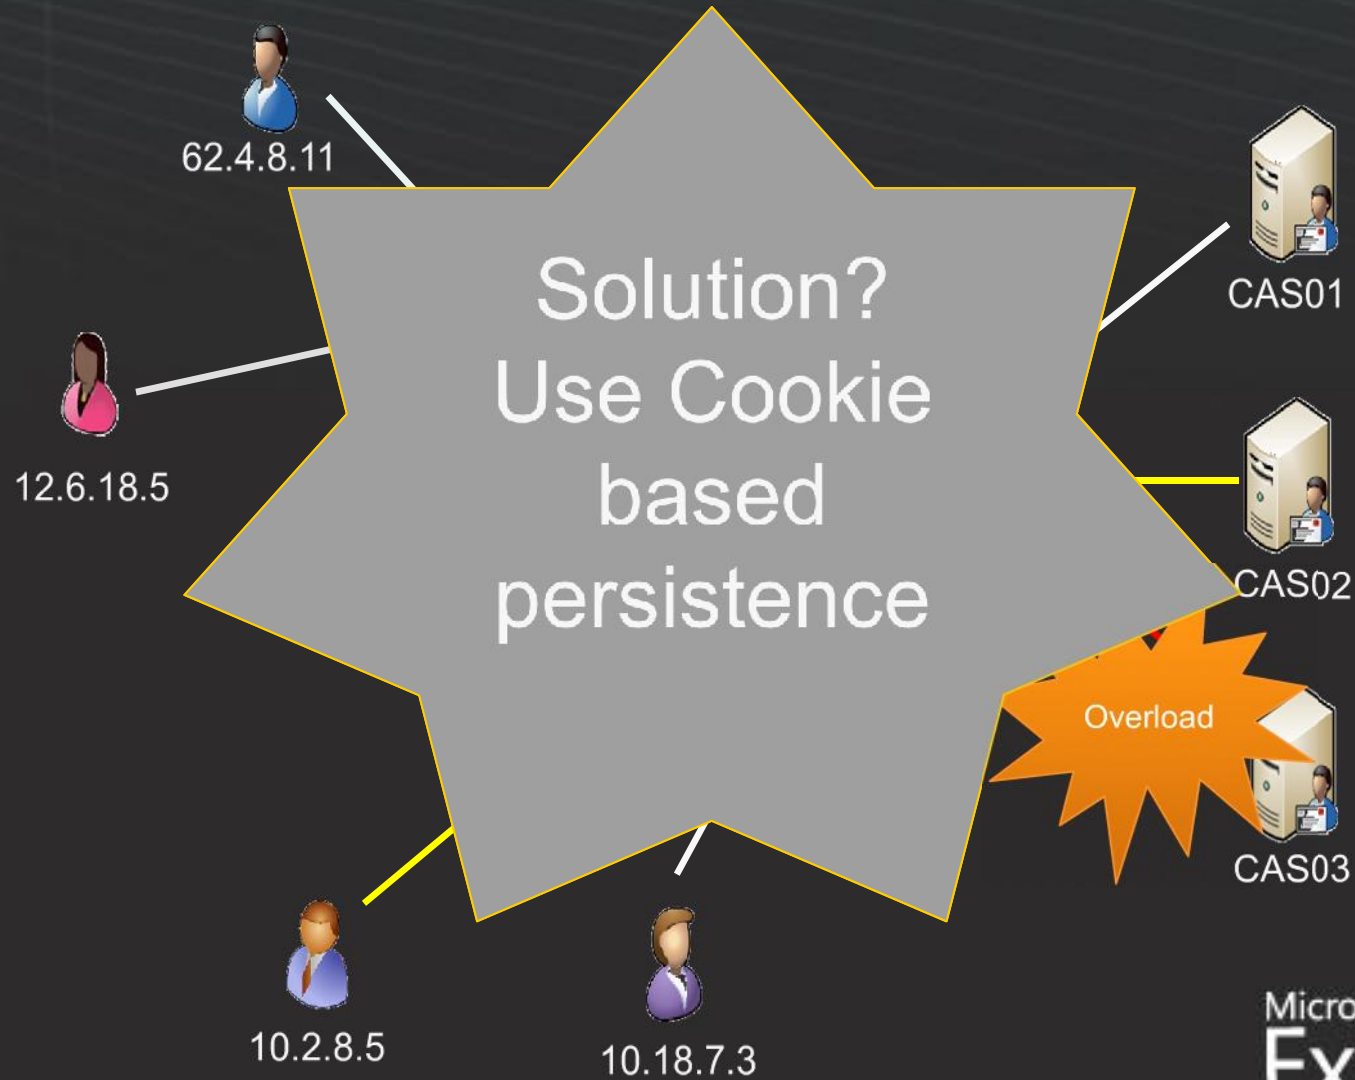 62.4.8.11
Solution?
Use Cookie
based
persistence
CAS01
12.6.18.5
CAS02
Overload
CAS03
10.2.8.5
10.18.7.3